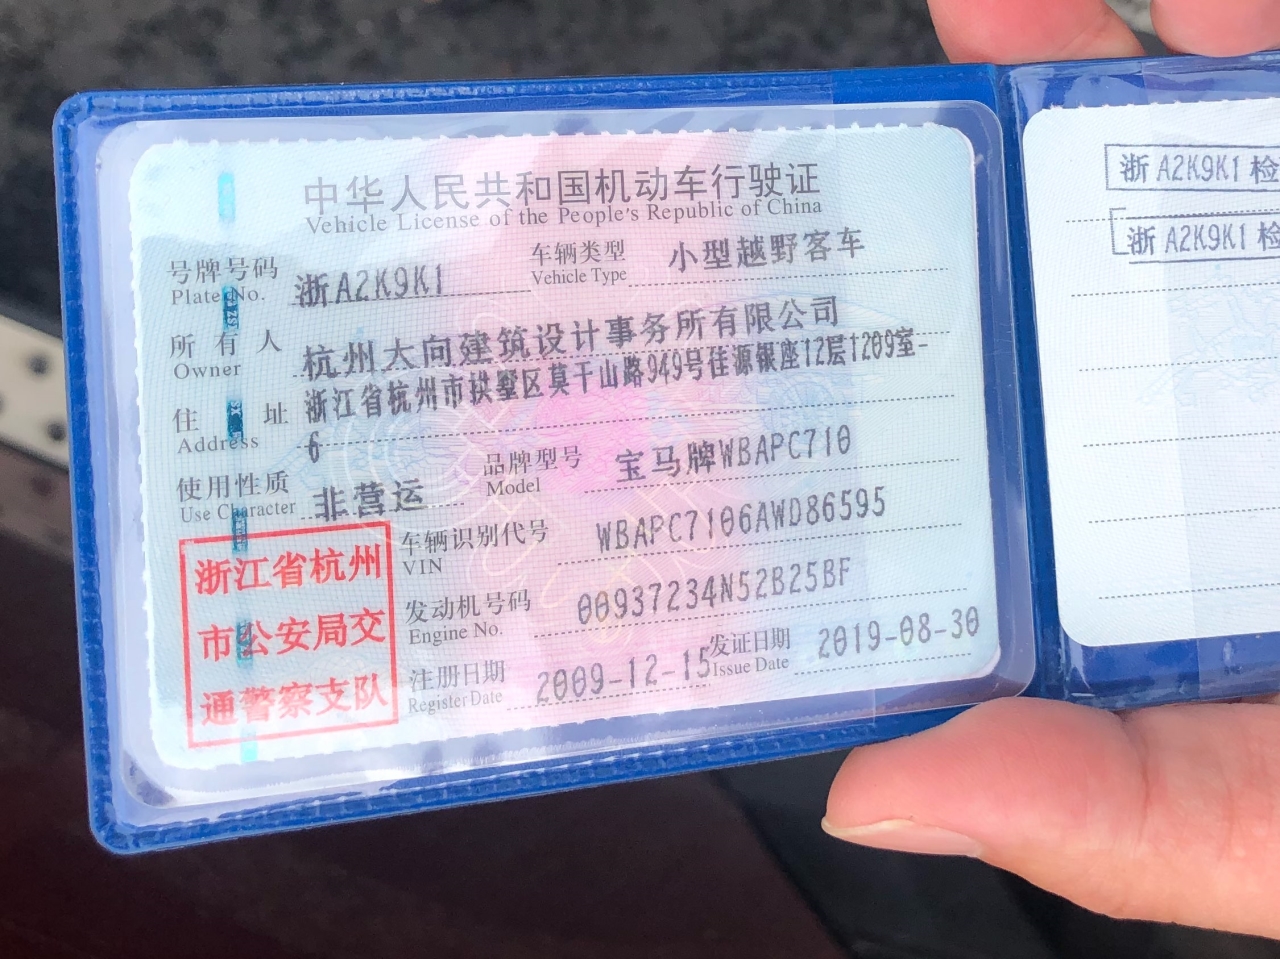 中华人民共和国机动车行驶证
Vehicle License of the People's Republic of China
号牌号码 浙A2K9K1 车辆类型 小型越野客车
Plate No. Vehicle Type
所有人 杭州大向建筑设计事务所有限公司
Owner
住址 浙江省杭州市拱墅区莫干山路949号佳源银座12层1209室-
Address 6
使用性质 非营运 品牌型号 宝马牌WBAPC710
Use Character Model
车辆识别代号 WBAPC7106AWD86595
VIN
发动机号码 00937234N52B25BF
Engine No.
注册日期 2009-12-15 发证日期 2019-08-30
Register Date Issue Date
浙江省杭州
市公安局交
通警察支队
浙A2K9K1 检
浙A2K9K1 检